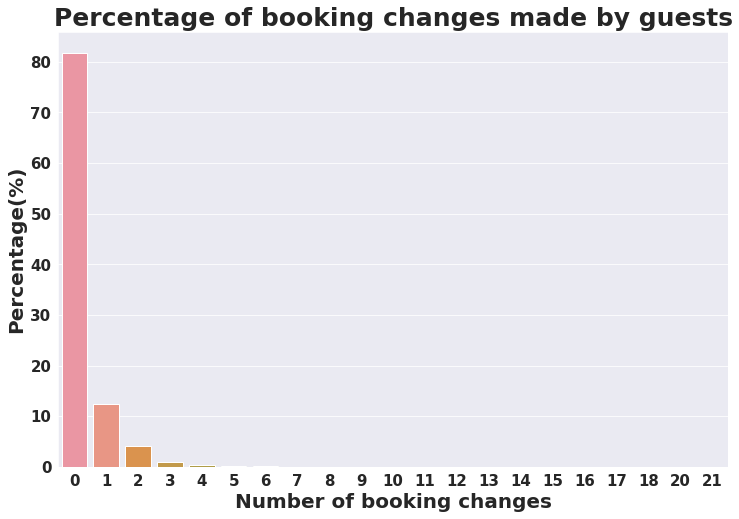 Percentage of booking changes made by guests
Percentage(%)
80
70
60
50
40
30
20
10
0
0 1 2 3 4 5 6 7 8 9 10 11 12 13 14 15 16 17 18 20 21
Number of booking changes